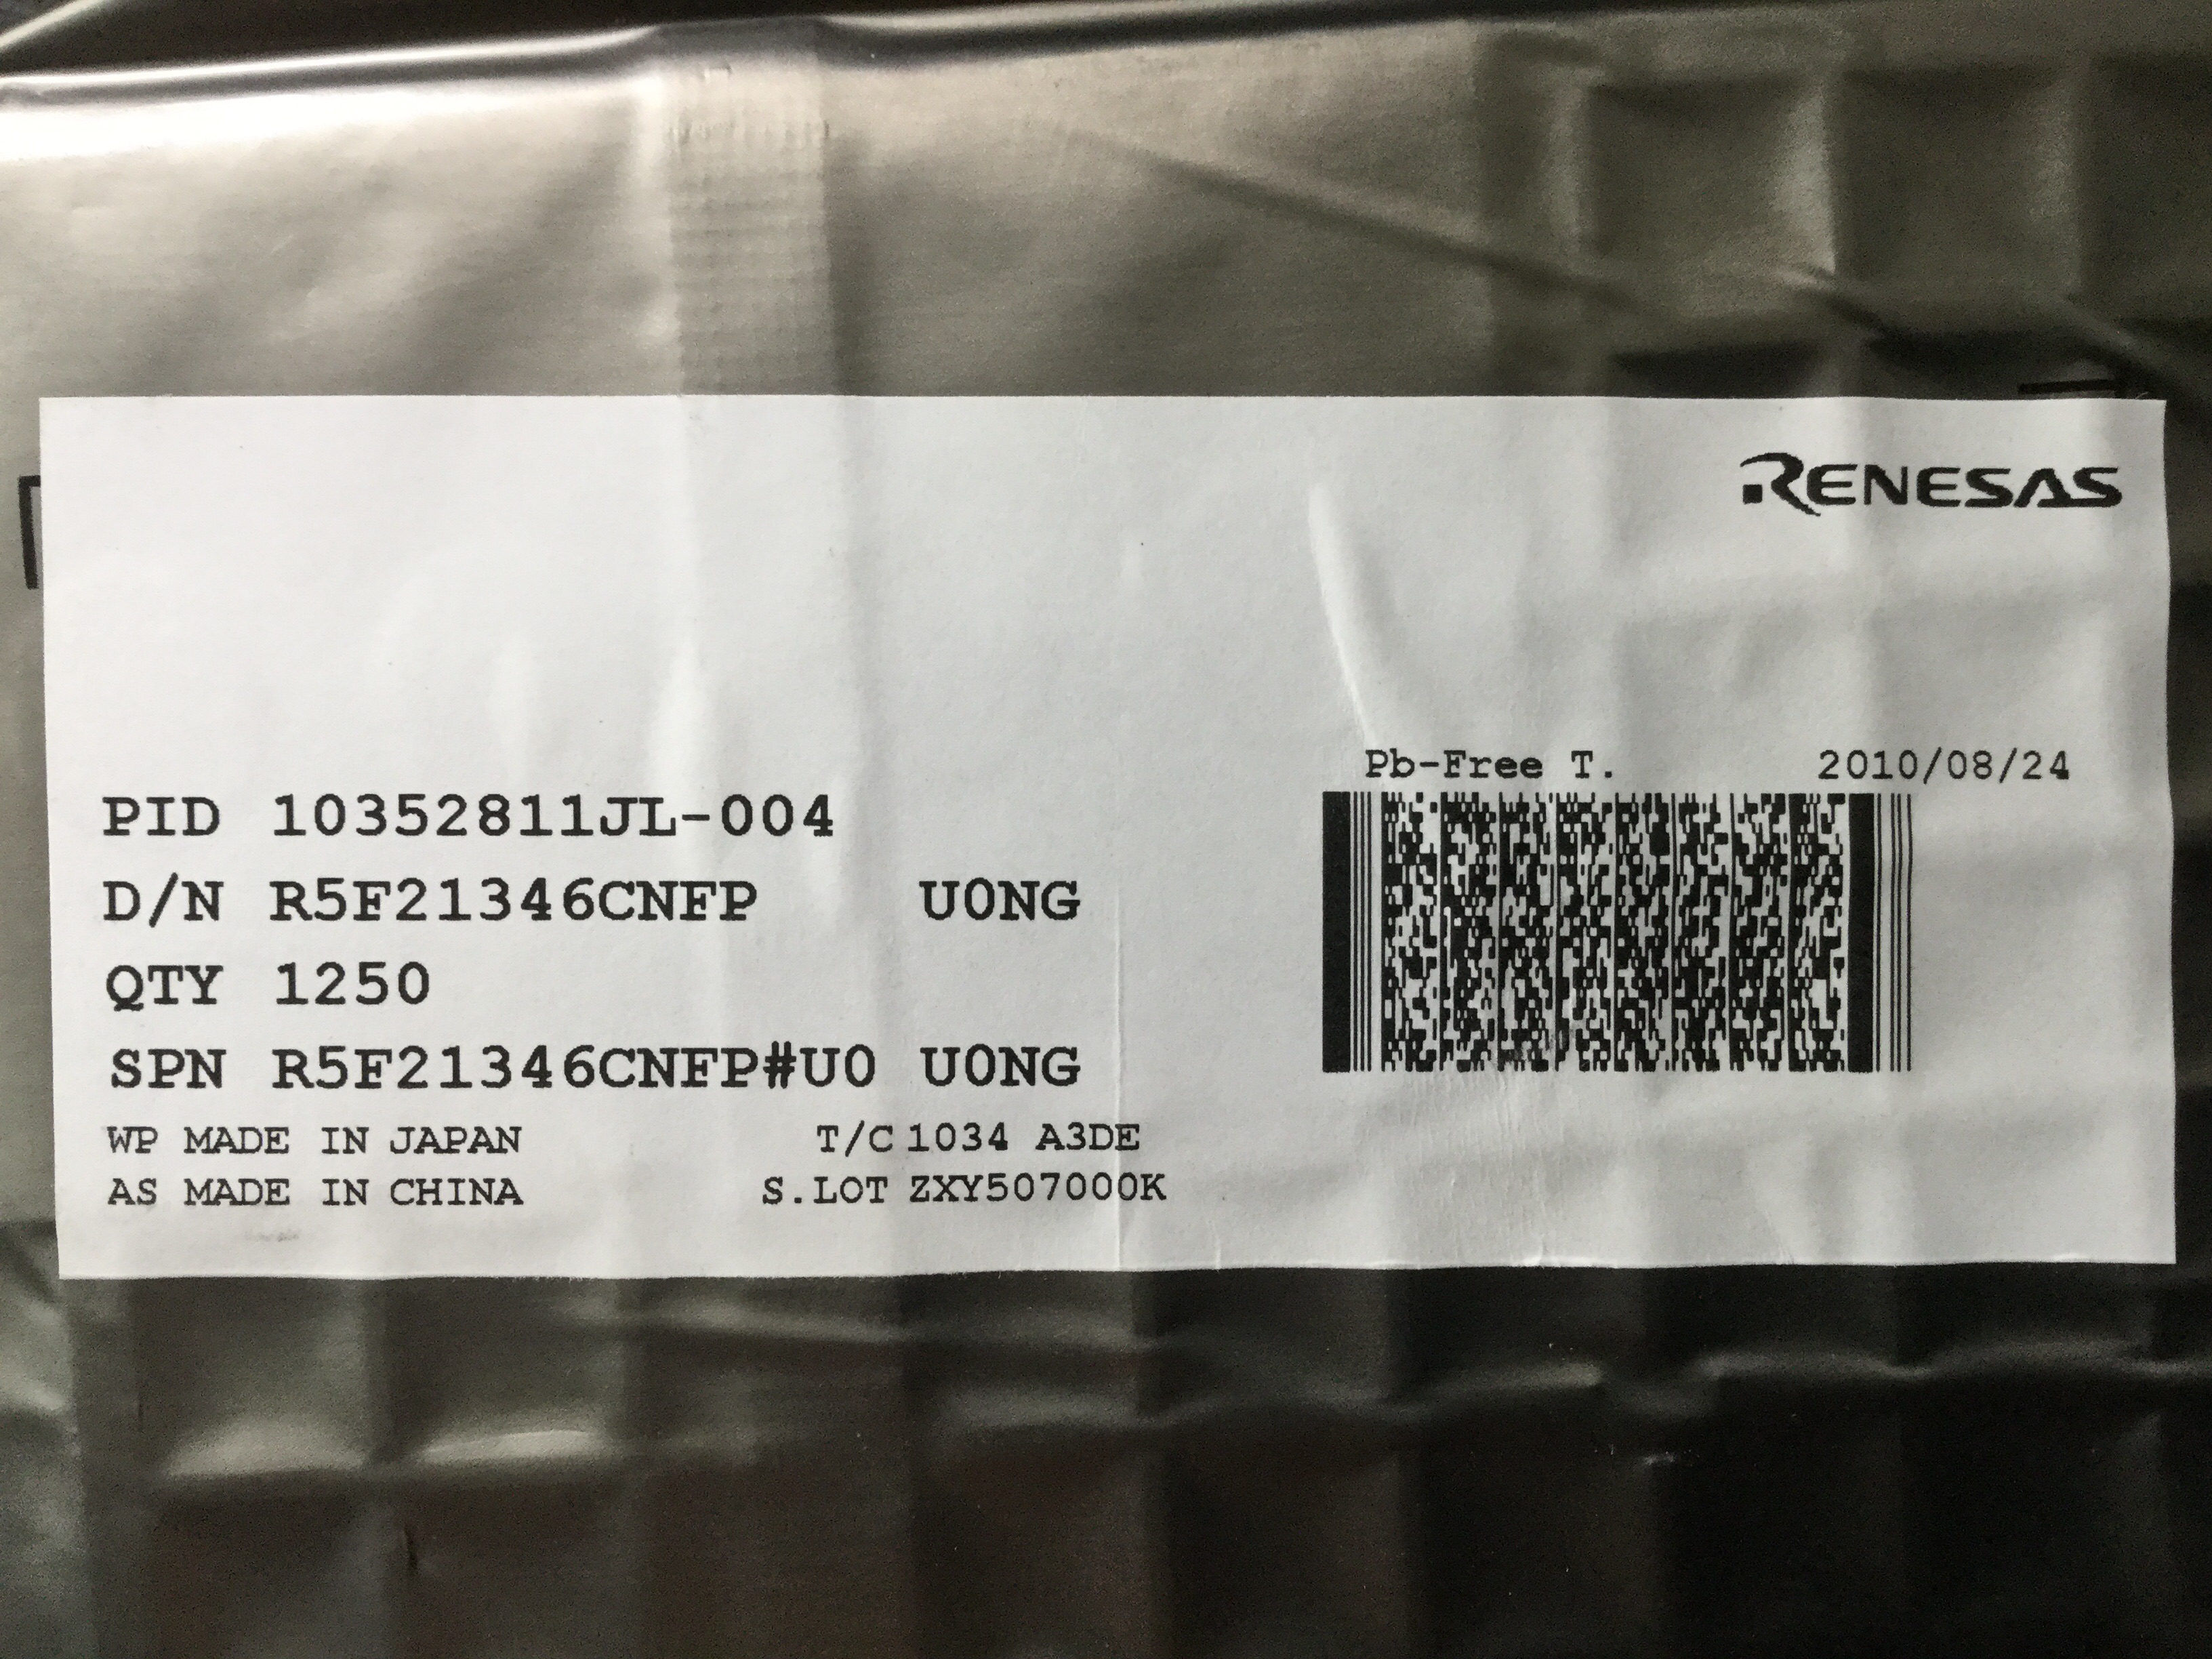 RENESAS
Pb-Free T. 2010/08/24
PID 10352811JL-004
D/N R5F21346CNFP U0NG
QTY 1250
SPN R5F21346CNFP#U0 U0NG
WP MADE IN JAPAN T/C 1034 A3DE
AS MADE IN CHINA S.LOT ZXY507000K